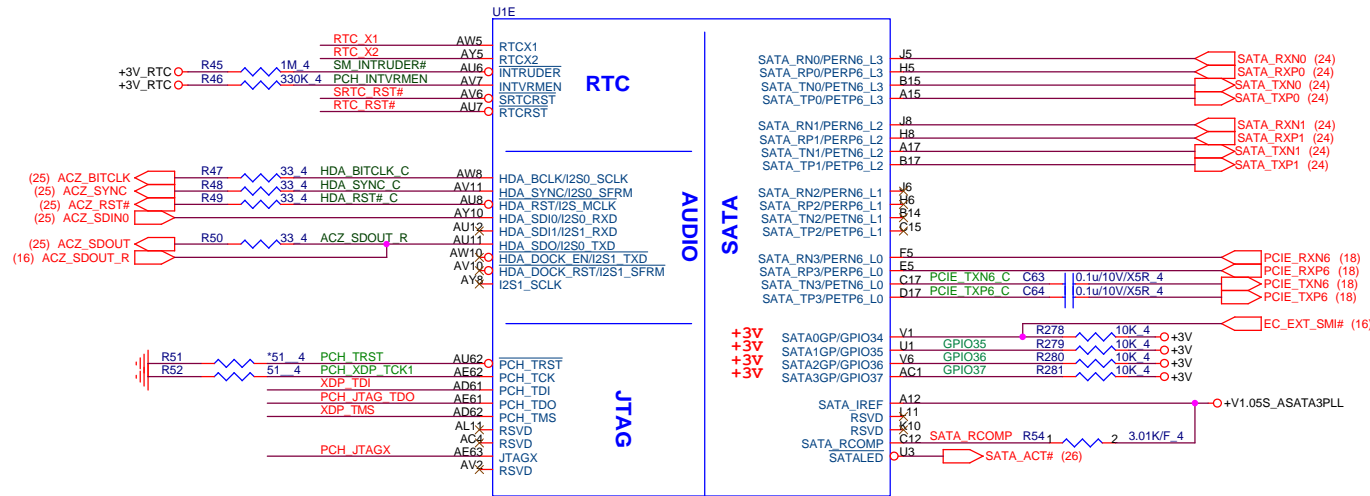 U1E
RTC_X1 AW5 RTCX1
RTC_X2 AY5 RTCX2
+3V_RTC R45 1M_4 SM_INTRUDER# AU6 INTRUDER
+3V_RTC R46 330K_4 PCH_INTVRMEN AV7 INTVRMEN
SRTC_RST# AV6 SRTCRST
RTC_RST# AU7 RTCRST
RTC
(25) ACZ_BITCLK R47 33_4 HDA_BITCLK_C AW8 HDA_BCLK/I2S0_SCLK
(25) ACZ_SYNC R48 33_4 HDA_SYNC_C AV11 HDA_SYNC/I2S0_SFRM
(25) ACZ_RST# R49 33_4 HDA_RST#_C AU8 HDA_RST/I2S_MCLK
(25) ACZ_SDIN0 AY10 HDA_SDI0/I2S0_RXD
AU12 HDA_SDI1/I2S1_RXD
(25) ACZ_SDOUT R50 33_4 ACZ_SDOUT_R AU11 HDA_SDO/I2S0_TXD
(16) ACZ_SDOUT_R AW10 HDA_DOCK_EN/I2S1_TXD
AV10 HDA_DOCK_RST/I2S1_SFRM
AY8 I2S1_SCLK
AUDIO
R51 *51__4 PCH_TRST AU62 PCH_TRST
R52 51__4 PCH_XDP_TCK1 AE62 PCH_TCK
XDP_TDI AD61 PCH_TDI
PCH_JTAG_TDO AE61 PCH_TDO
XDP_TMS AD62 PCH_TMS
AL11 RSVD
AC4 RSVD
PCH_JTAGX AE63 JTAGX
AV2 RSVD
JTAG
SATA
SATA_RN0/PERN6_L3 J5 SATA_RXN0 (24)
SATA_RP0/PERP6_L3 H5 SATA_RXP0 (24)
SATA_TN0/PETN6_L3 B15 SATA_TXN0 (24)
SATA_TP0/PETP6_L3 A15 SATA_TXP0 (24)
SATA_RN1/PERN6_L2 J8 SATA_RXN1 (24)
SATA_RP1/PERP6_L2 H8 SATA_RXP1 (24)
SATA_TN1/PETN6_L2 A17 SATA_TXN1 (24)
SATA_TP1/PETP6_L2 B17 SATA_TXP1 (24)
SATA_RN2/PERN6_L1 J6
SATA_RP2/PERP6_L1 H6
SATA_TN2/PETN6_L1 B14
SATA_TP2/PETP6_L1 C15
SATA_RN3/PERN6_L0 F5 PCIE_RXN6 (18)
SATA_RP3/PERP6_L0 E5 PCIE_RXP6 (18)
SATA_TN3/PETN6_L0 C17 PCIE_TXN6_C C63 0.1u/10V/X5R_4 PCIE_TXN6 (18)
SATA_TP3/PETP6_L0 D17 PCIE_TXP6_C C64 0.1u/10V/X5R_4 PCIE_TXP6 (18)
EC_EXT_SMI# (16)
+3V SATA0GP/GPIO34 V1 R278 10K_4 +3V
+3V SATA1GP/GPIO35 U1 GPIO35 R279 10K_4 +3V
+3V SATA2GP/GPIO36 V6 GPIO36 R280 10K_4 +3V
+3V SATA3GP/GPIO37 AC1 GPIO37 R281 10K_4 +3V
SATA_IREF A12 +V1.05S_ASATA3PLL
RSVD L11
RSVD K10
SATA_RCOMP C12 SATA_RCOMP R54 1 2 3.01K/F_4
SATALED U3 SATA_ACT# (26)